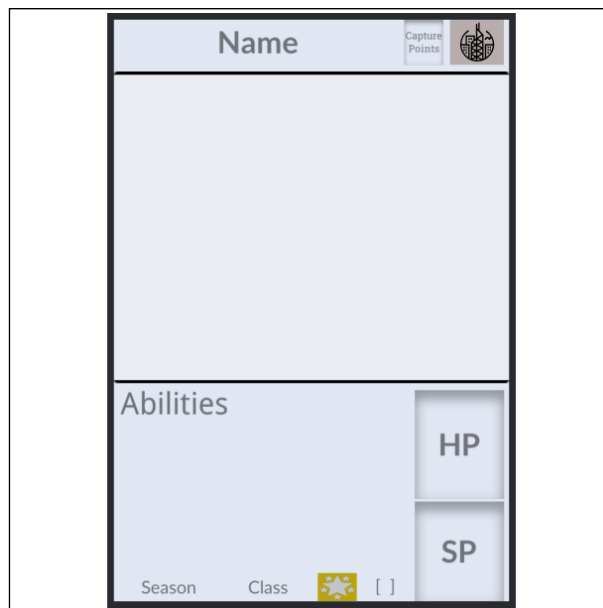 Name
Capture
Points
Abilities
HP
SP
Season Class [ ]